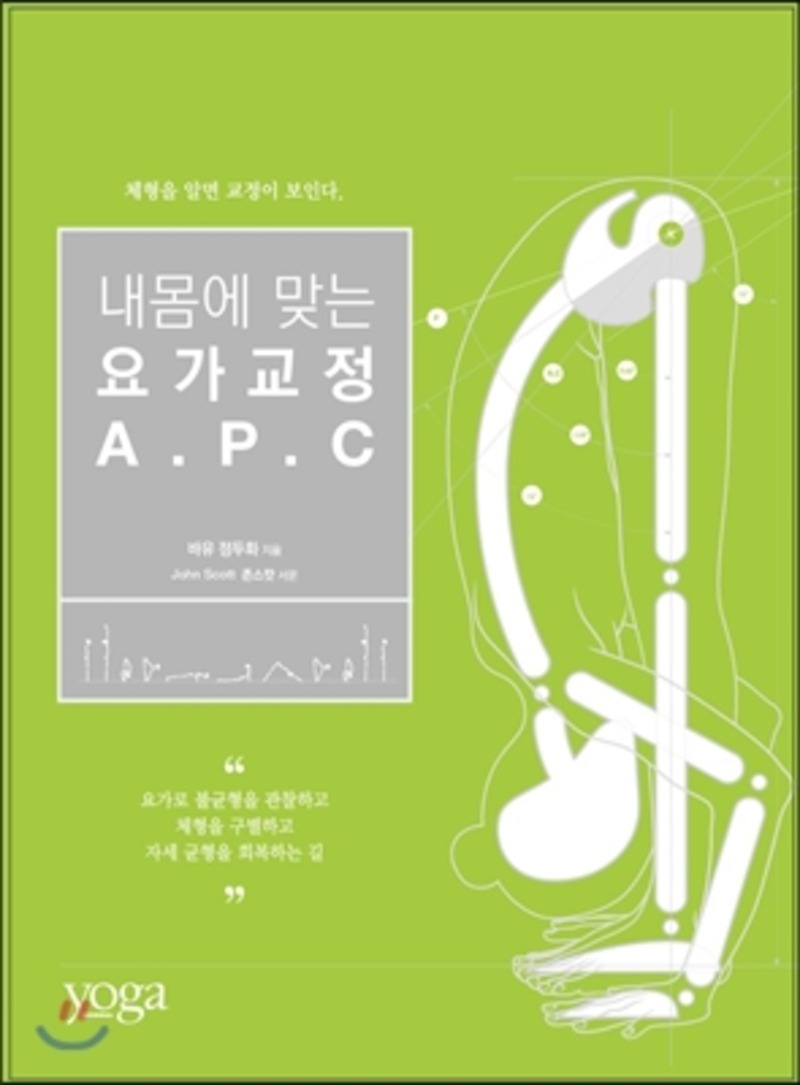 체형을 알면 교정이 보인다.
내몸에 맞는
요가교정
A.P.C
바유 정두화 지음
John Scott 존스캇 서문
“
요가로 불균형을 관찰하고
체형을 구별하고
자세 균형을 회복하는 길
”
yoga